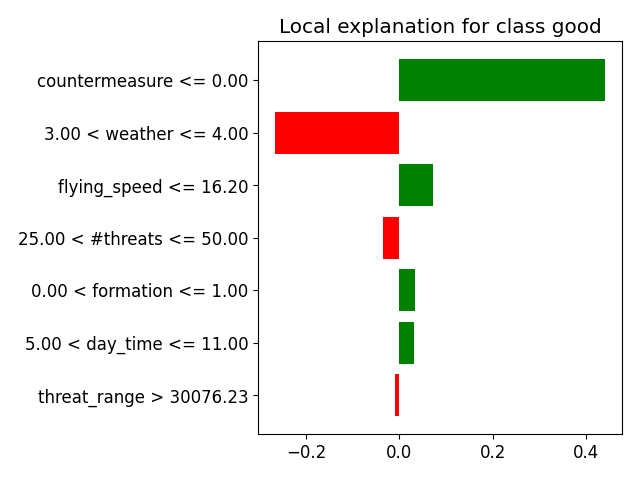 Local explanation for class good
countermeasure <= 0.00
3.00 < weather <= 4.00
flying_speed <= 16.20
25.00 < #threats <= 50.00
0.00 < formation <= 1.00
5.00 < day_time <= 11.00
threat_range > 30076.23
−0.2 0.0 0.2 0.4